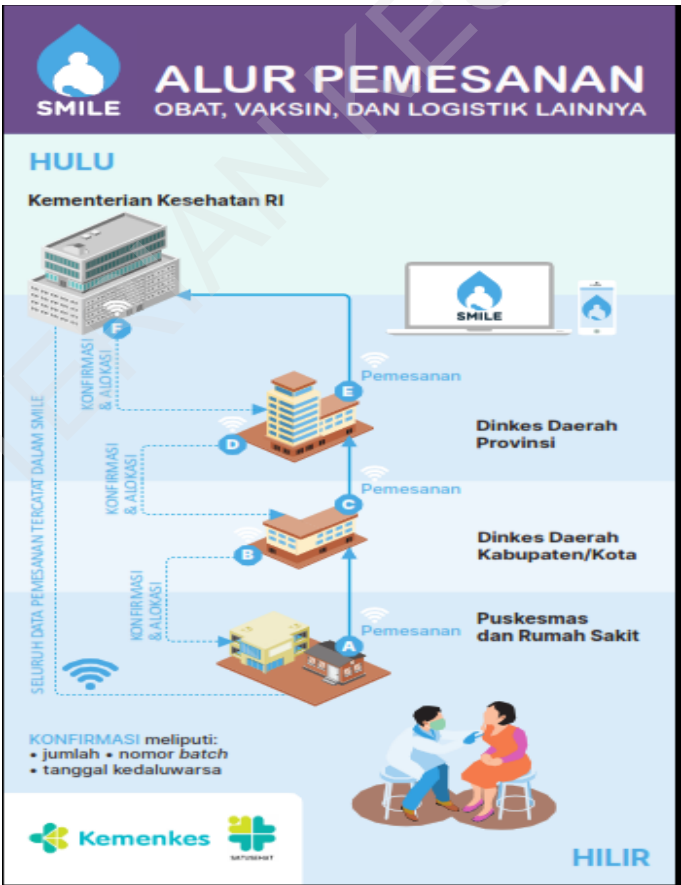 SMILE
ALUR PEMESANAN
OBAT, VAKSIN, DAN LOGISTIK LAINNYA
HULU
Kementerian Kesehatan RI
SMILE
F
KONFIRMASI
& ALOKASI
E
Pemesanan
Dinkes Daerah
Provinsi
D
KONFIRMASI
& ALOKASI
Pemesanan
C
Dinkes Daerah
Kabupaten/Kota
B
KONFIRMASI
& ALOKASI
Pemesanan
A
Puskesmas
dan Rumah Sakit
SELURUH DATA PEMESANAN TERCATAT DALAM SMILE
KONFIRMASI meliputi:
• jumlah • nomor batch
• tanggal kedaluwarsa
Kemenkes
SATUSEHAT
HILIR